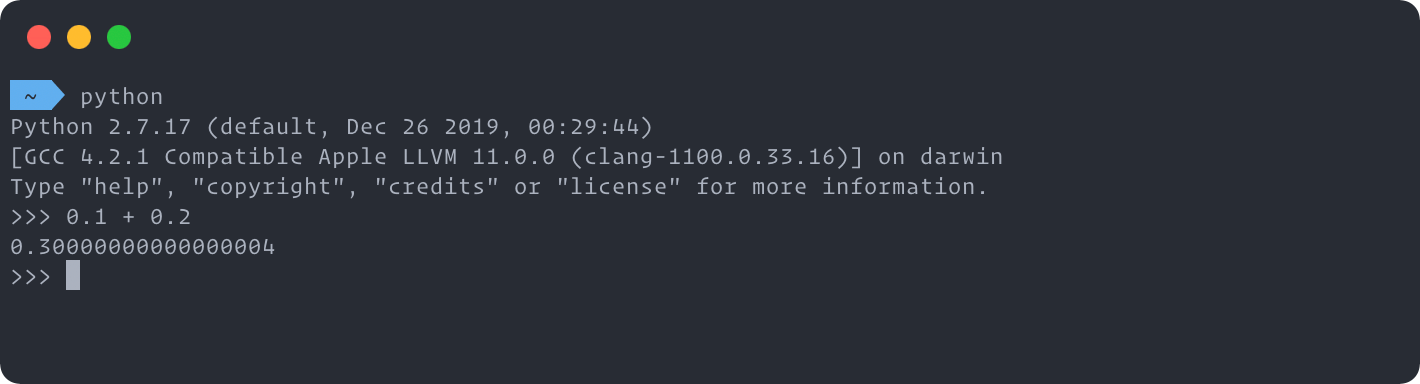 ~ python
Python 2.7.17 (default, Dec 26 2019, 00:29:44)
[GCC 4.2.1 Compatible Apple LLVM 11.0.0 (clang-1100.0.33.16)] on darwin
Type "help", "copyright", "credits" or "license" for more information.
>>> 0.1 + 0.2
0.30000000000000004
>>>